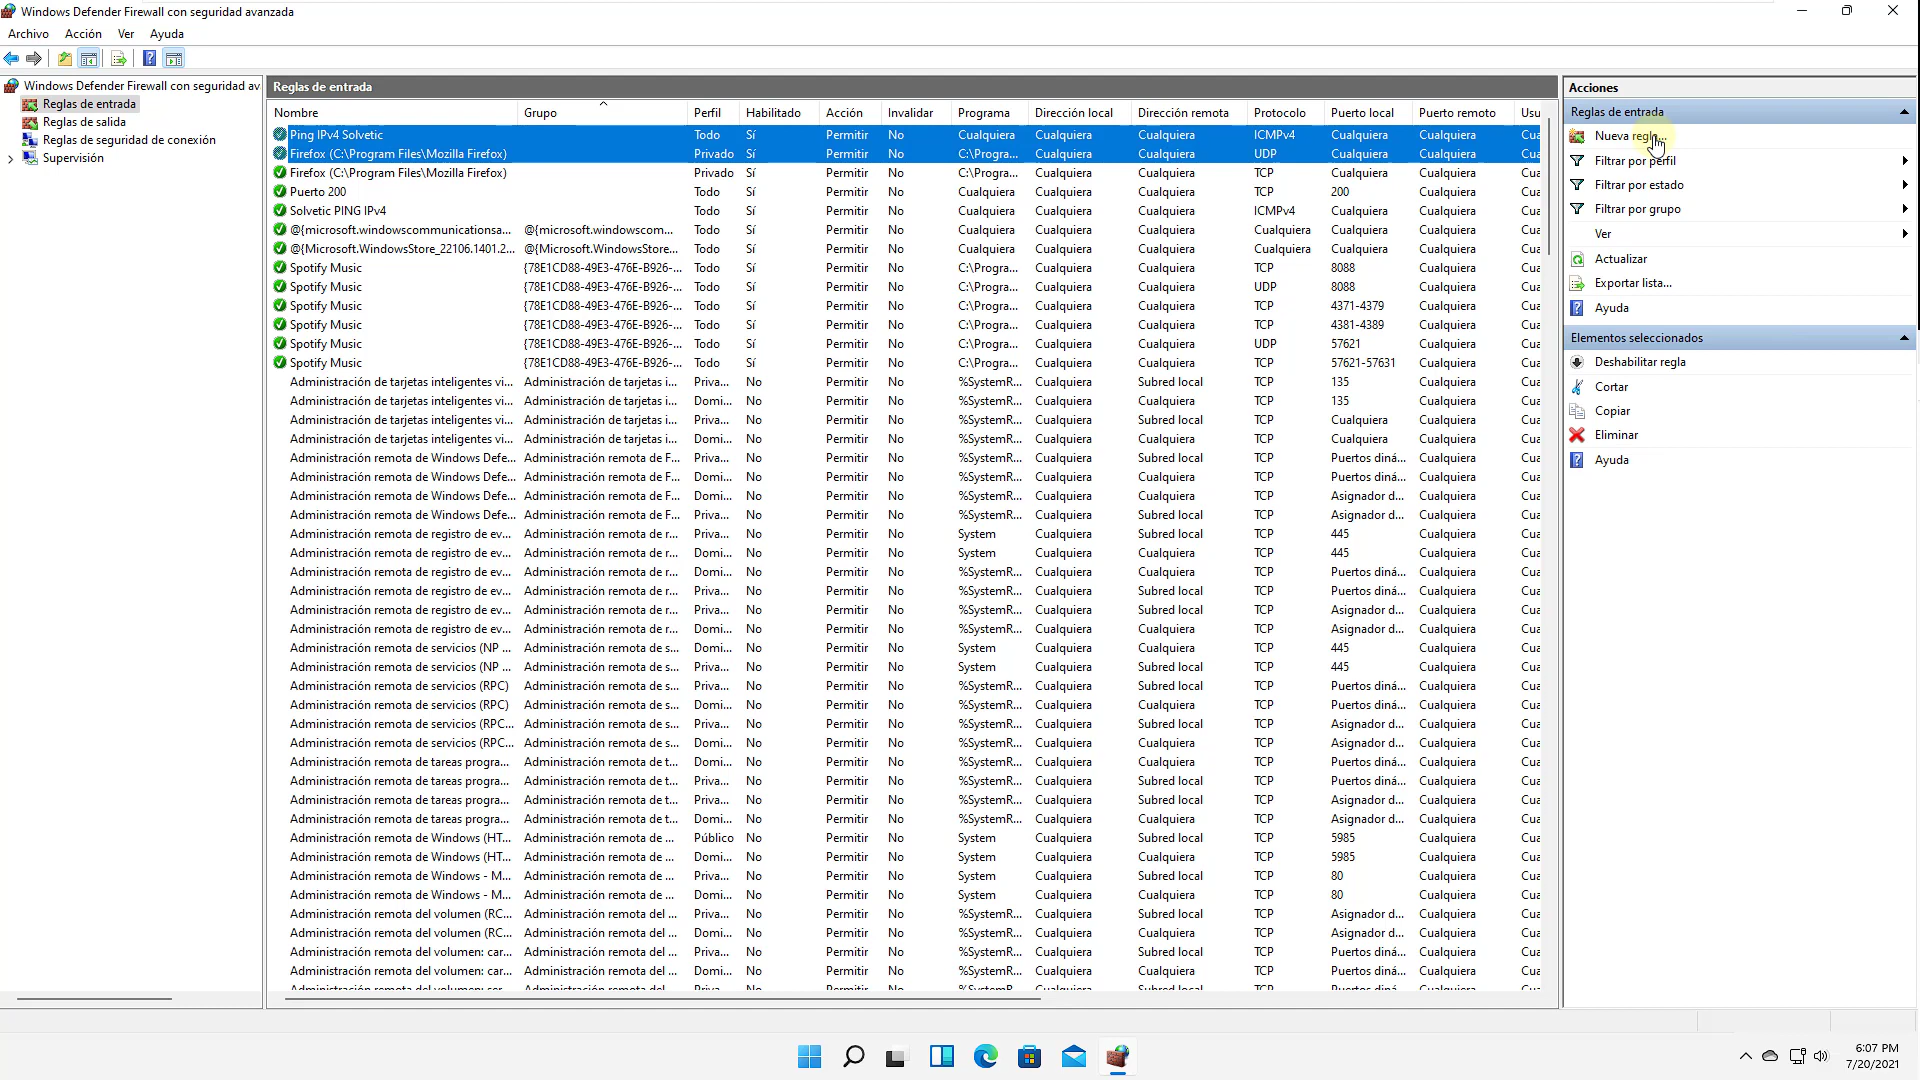 Windows Defender Firewall con seguridad avanzada
Archivo Acción Ver Ayuda
Windows Defender Firewall con seguridad av
Reglas de entrada
Reglas de salida
Reglas de seguridad de conexión
Supervisión
Reglas de entrada
Nombre Grupo Perfil Habilitado Acción Invalidar Programa Dirección local Dirección remota Protocolo Puerto local Puerto remoto Usu
Ping IPv4 Solvetic Todo Sí Permitir No Cualquiera Cualquiera Cualquiera ICMPv4 Cualquiera Cualquiera Cua
Firefox (C:\Program Files\Mozilla Firefox) Privado Sí Permitir No C:\Progra... Cualquiera Cualquiera UDP Cualquiera Cualquiera Cua
Firefox (C:\Program Files\Mozilla Firefox) Privado Sí Permitir No C:\Progra... Cualquiera Cualquiera TCP Cualquiera Cualquiera Cua
Puerto 200 Todo Sí Permitir No Cualquiera Cualquiera Cualquiera TCP 200 Cualquiera Cua
Solvetic PING IPv4 Todo Sí Permitir No Cualquiera Cualquiera Cualquiera ICMPv4 Cualquiera Cualquiera Cua
@{microsoft.windowscommunicationsa... @{microsoft.windowscom... Todo Sí Permitir No Cualquiera Cualquiera Cualquiera Cualquiera Cualquiera Cualquiera Cua
@{Microsoft.WindowsStore_22106.1401.2... @{Microsoft.WindowsStore... Todo Sí Permitir No Cualquiera Cualquiera Cualquiera Cualquiera Cualquiera Cualquiera Cua
Spotify Music {78E1CD88-49E3-476E-B926-... Todo Sí Permitir No C:\Progra... Cualquiera Cualquiera TCP 8088 Cualquiera Cua
Spotify Music {78E1CD88-49E3-476E-B926-... Todo Sí Permitir No C:\Progra... Cualquiera Cualquiera UDP 8088 Cualquiera Cua
Spotify Music {78E1CD88-49E3-476E-B926-... Todo Sí Permitir No C:\Progra... Cualquiera Cualquiera TCP 4371-4379 Cualquiera Cua
Spotify Music {78E1CD88-49E3-476E-B926-... Todo Sí Permitir No C:\Progra... Cualquiera Cualquiera TCP 4381-4389 Cualquiera Cua
Spotify Music {78E1CD88-49E3-476E-B926-... Todo Sí Permitir No C:\Progra... Cualquiera Cualquiera UDP 57621 Cualquiera Cua
Spotify Music {78E1CD88-49E3-476E-B926-... Todo Sí Permitir No C:\Progra... Cualquiera Cualquiera TCP 57621-57631 Cualquiera Cua
Administración de tarjetas inteligentes vi... Administración de tarjetas i... Priva... No Permitir No %SystemR... Cualquiera Subred local TCP 135 Cualquiera Cua
Administración de tarjetas inteligentes vi... Administración de tarjetas i... Domi... No Permitir No %SystemR... Cualquiera Cualquiera TCP 135 Cualquiera Cua
Administración de tarjetas inteligentes vi... Administración de tarjetas i... Priva... No Permitir No %SystemR... Cualquiera Subred local TCP Cualquiera Cualquiera Cua
Administración de tarjetas inteligentes vi... Administración de tarjetas i... Domi... No Permitir No %SystemR... Cualquiera Cualquiera TCP Cualquiera Cualquiera Cua
Administración remota de Windows Defe... Administración remota de F... Priva... No Permitir No %SystemR... Cualquiera Subred local TCP Puertos diná... Cualquiera Cua
Administración remota de Windows Defe... Administración remota de F... Domi... No Permitir No %SystemR... Cualquiera Cualquiera TCP Puertos diná... Cualquiera Cua
Administración remota de Windows Defe... Administración remota de F... Domi... No Permitir No %SystemR... Cualquiera Cualquiera TCP Asignador d... Cualquiera Cua
Administración remota de Windows Defe... Administración remota de F... Priva... No Permitir No %SystemR... Cualquiera Subred local TCP Asignador d... Cualquiera Cua
Administración remota de registro de ev... Administración remota de r... Priva... No Permitir No System Cualquiera Subred local TCP 445 Cualquiera Cua
Administración remota de registro de ev... Administración remota de r... Domi... No Permitir No System Cualquiera Cualquiera TCP 445 Cualquiera Cua
Administración remota de registro de ev... Administración remota de r... Domi... No Permitir No %SystemR... Cualquiera Cualquiera TCP Puertos diná... Cualquiera Cua
Administración remota de registro de ev... Administración remota de r... Priva... No Permitir No %SystemR... Cualquiera Subred local TCP Puertos diná... Cualquiera Cua
Administración remota de registro de ev... Administración remota de r... Priva... No Permitir No %SystemR... Cualquiera Subred local TCP Asignador d... Cualquiera Cua
Administración remota de registro de ev... Administración remota de r... Domi... No Permitir No %SystemR... Cualquiera Cualquiera TCP Asignador d... Cualquiera Cua
Administración remota de servicios (NP ... Administración remota de s... Domi... No Permitir No System Cualquiera Cualquiera TCP 445 Cualquiera Cua
Administración remota de servicios (NP ... Administración remota de s... Priva... No Permitir No System Cualquiera Subred local TCP 445 Cualquiera Cua
Administración remota de servicios (RPC) Administración remota de s... Priva... No Permitir No %SystemR... Cualquiera Subred local TCP Puertos diná... Cualquiera Cua
Administración remota de servicios (RPC) Administración remota de s... Domi... No Permitir No %SystemR... Cualquiera Cualquiera TCP Puertos diná... Cualquiera Cua
Administración remota de servicios (RPC... Administración remota de s... Priva... No Permitir No %SystemR... Cualquiera Subred local TCP Asignador d... Cualquiera Cua
Administración remota de servicios (RPC... Administración remota de s... Domi... No Permitir No %SystemR... Cualquiera Cualquiera TCP Asignador d... Cualquiera Cua
Administración remota de tareas progra... Administración remota de t... Domi... No Permitir No %SystemR... Cualquiera Cualquiera TCP Puertos diná... Cualquiera Cua
Administración remota de tareas progra... Administración remota de t... Priva... No Permitir No %SystemR... Cualquiera Subred local TCP Puertos diná... Cualquiera Cua
Administración remota de tareas progra... Administración remota de t... Priva... No Permitir No %SystemR... Cualquiera Subred local TCP Asignador d... Cualquiera Cua
Administración remota de tareas progra... Administración remota de t... Domi... No Permitir No %SystemR... Cualquiera Cualquiera TCP Asignador d... Cualquiera Cua
Administración remota de Windows (HT... Administración remota de ... Público No Permitir No System Cualquiera Subred local TCP 5985 Cualquiera Cua
Administración remota de Windows (HT... Administración remota de ... Domi... No Permitir No System Cualquiera Cualquiera TCP 5985 Cualquiera Cua
Administración remota de Windows - M... Administración remota de ... Priva... No Permitir No System Cualquiera Subred local TCP 80 Cualquiera Cua
Administración remota de Windows - M... Administración remota de ... Domi... No Permitir No System Cualquiera Cualquiera TCP 80 Cualquiera Cua
Administración remota del volumen (RC... Administración remota del ... Priva... No Permitir No %SystemR... Cualquiera Subred local TCP Asignador d... Cualquiera Cua
Administración remota del volumen (RC... Administración remota del ... Domi... No Permitir No %SystemR... Cualquiera Cualquiera TCP Asignador d... Cualquiera Cua
Administración remota del volumen: car... Administración remota del ... Priva... No Permitir No %SystemR... Cualquiera Subred local TCP Puertos diná... Cualquiera Cua
Administración remota del volumen: car... Administración remota del ... Domi... No Permitir No %SystemR... Cualquiera Cualquiera TCP Puertos diná... Cualquiera Cua
Administración remota del volumen: ser... Administración remota del ... Priva... No Permitir No %SystemR... Cualquiera Subred local TCP Puertos diná... Cualquiera Cua
Acciones
Reglas de entrada
Nueva regla...
Filtrar por perfil
Filtrar por estado
Filtrar por grupo
Ver
Actualizar
Exportar lista...
Ayuda
Elementos seleccionados
Deshabilitar regla
Cortar
Copiar
Eliminar
Ayuda
6:07 PM
7/20/2021